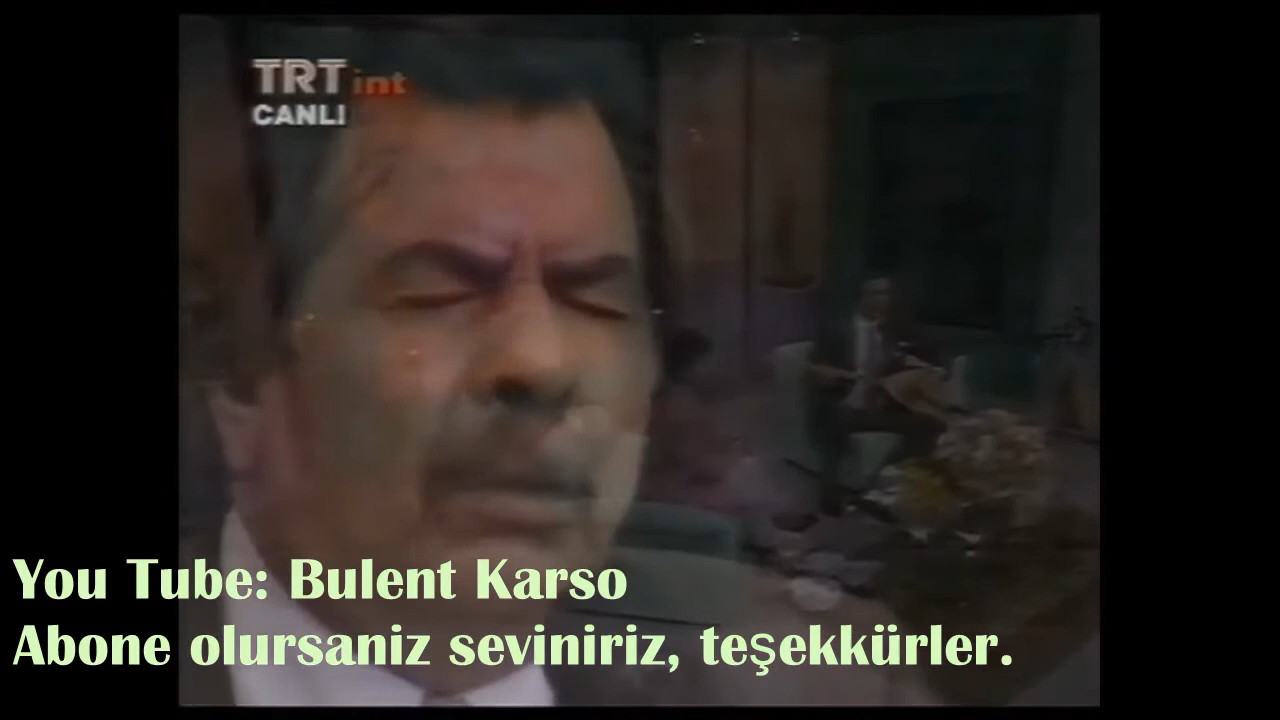 TRT int
CANLI
You Tube: Bulent Karso
Abone olursaniz seviniriz, teşekkürler.